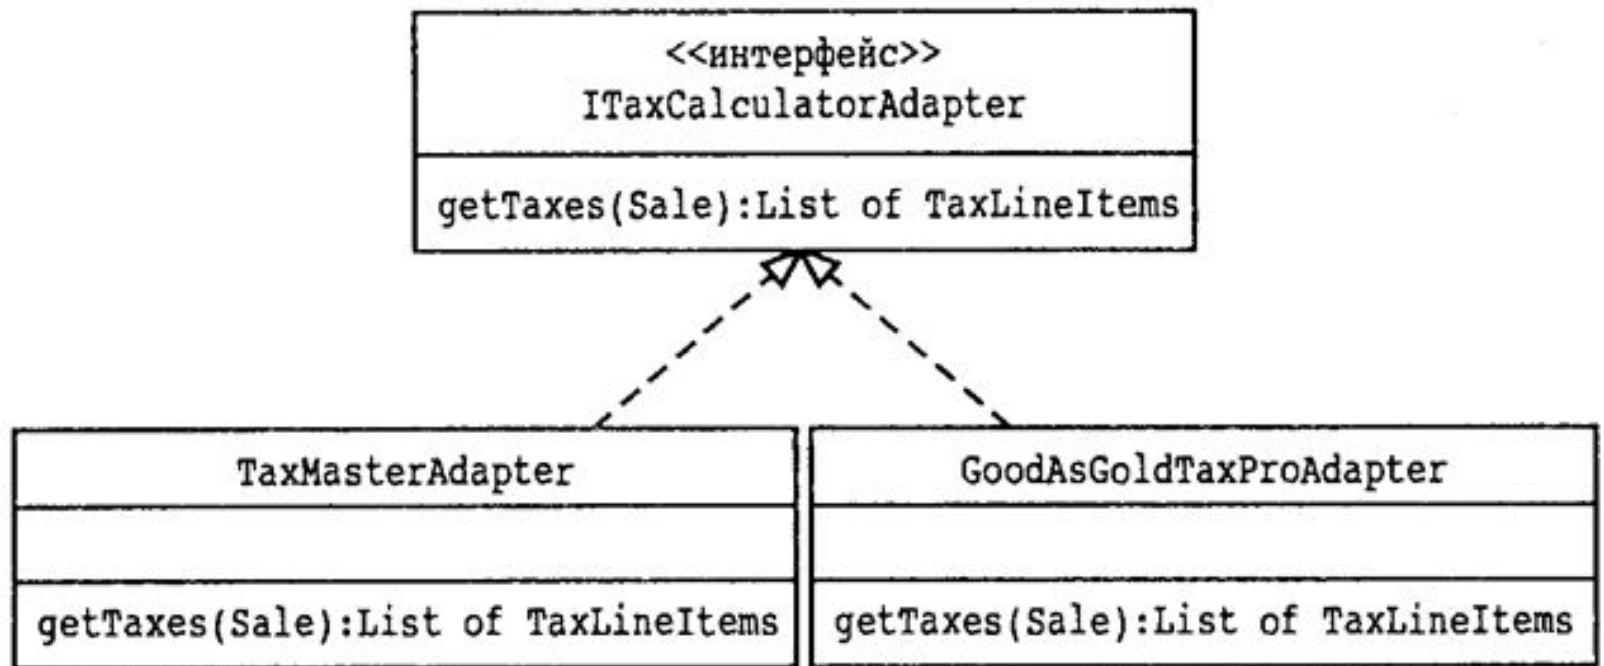 <<интерфейс>>
ITaxCalculatorAdapter
getTaxes(Sale):List of TaxLineItems
TaxMasterAdapter
getTaxes(Sale):List of TaxLineItems
GoodAsGoldTaxProAdapter
getTaxes(Sale):List of TaxLineItems